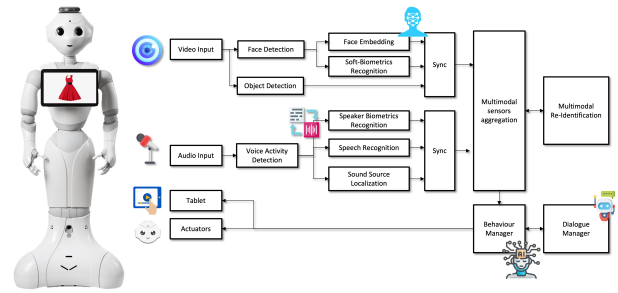 Video Input
Face Detection
Face Embedding
Soft-Biometrics
Recognition
Object Detection
Sync
Multimodal
sensors
aggregation
Multimodal
Re-Identification
Audio Input
Voice Activity
Detection
Speaker Biometrics
Recognition
Speech Recognition
Sound Source
Localization
Sync
Tablet
Actuators
Behaviour
Manager
Dialogue
Manager
AI